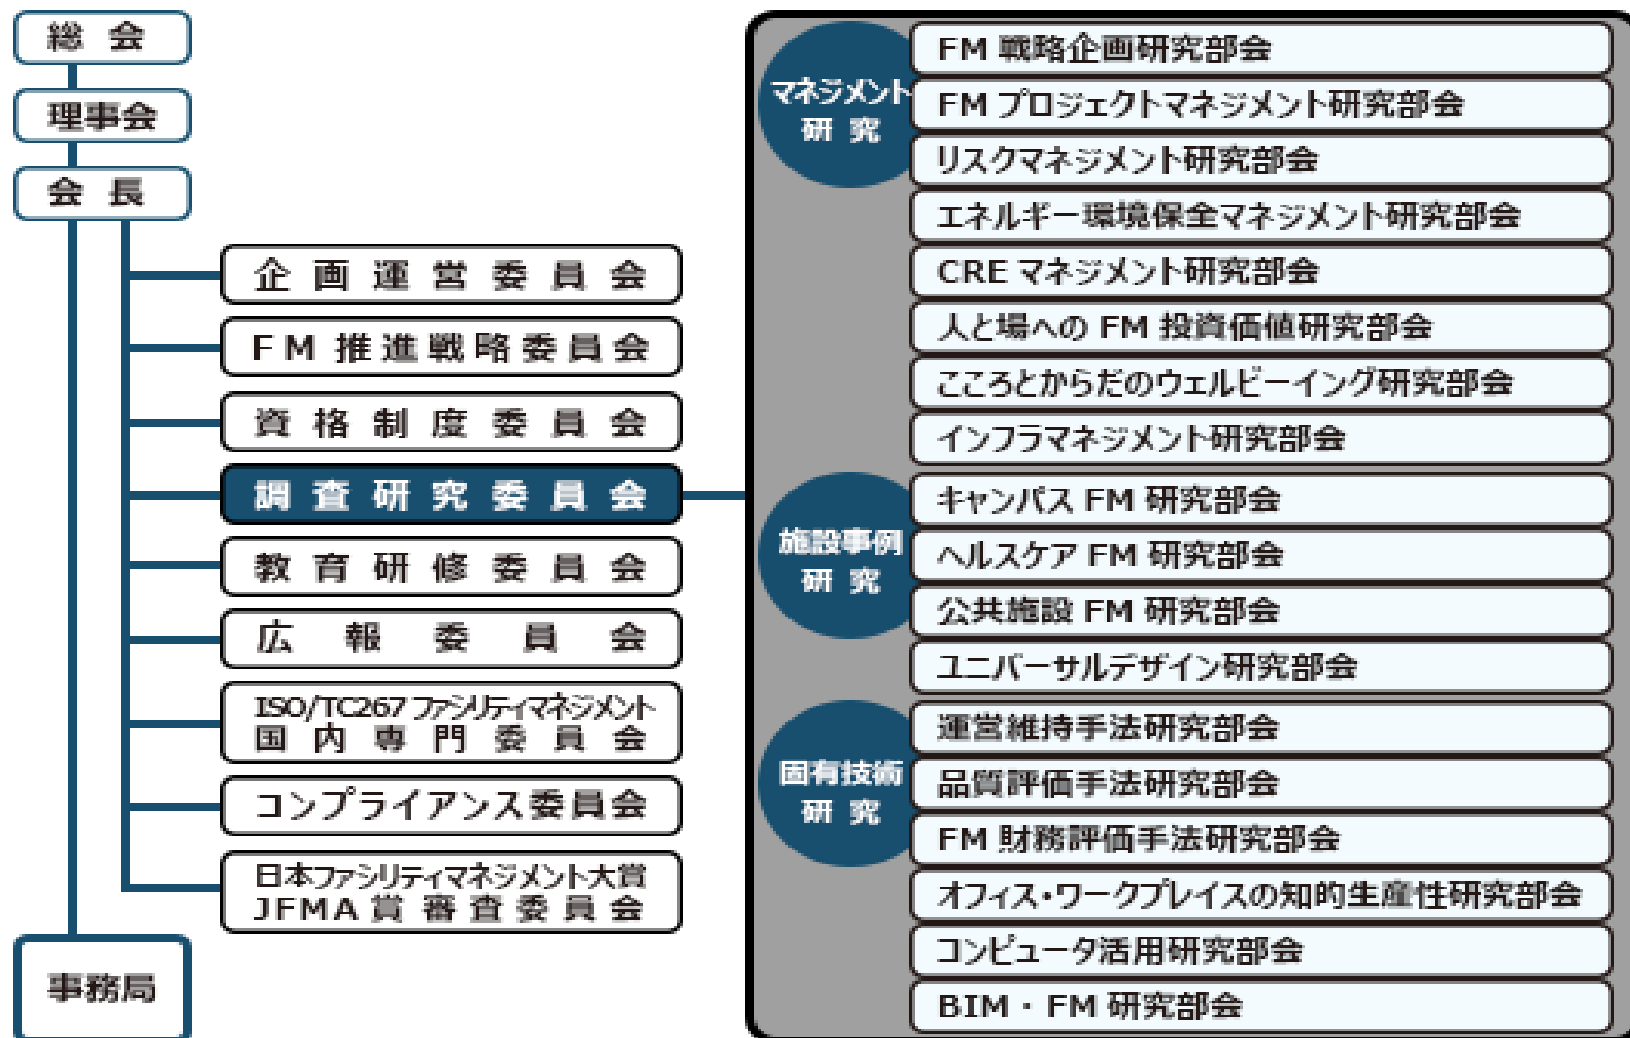 総会
理事会
会長
企画運営委員会
FM推進戦略委員会
資格制度委員会
調査研究委員会
教育研修委員会
広報委員会
ISO/TC267ファシリティマネジメント
国内専門委員会
コンプライアンス委員会
日本ファシリティマネジメント大賞
JFMA賞審査委員会
事務局
マネジメント
研究
FM 戦略企画研究部会
FM プロジェクトマネジメント研究部会
リスクマネジメント研究部会
エネルギー環境保全マネジメント研究部会
CRE マネジメント研究部会
人と場への FM 投資価値研究部会
こころとからだのウェルビーイング研究部会
インフラマネジメント研究部会
施設事例
研究
キャンパス FM 研究部会
ヘルスケア FM 研究部会
公共施設 FM 研究部会
ユニバーサルデザイン研究部会
固有技術
研究
運営維持手法研究部会
品質評価手法研究部会
FM 財務評価手法研究部会
オフィス・ワークプレイスの知的生産性研究部会
コンピュータ活用研究部会
BIM・FM 研究部会